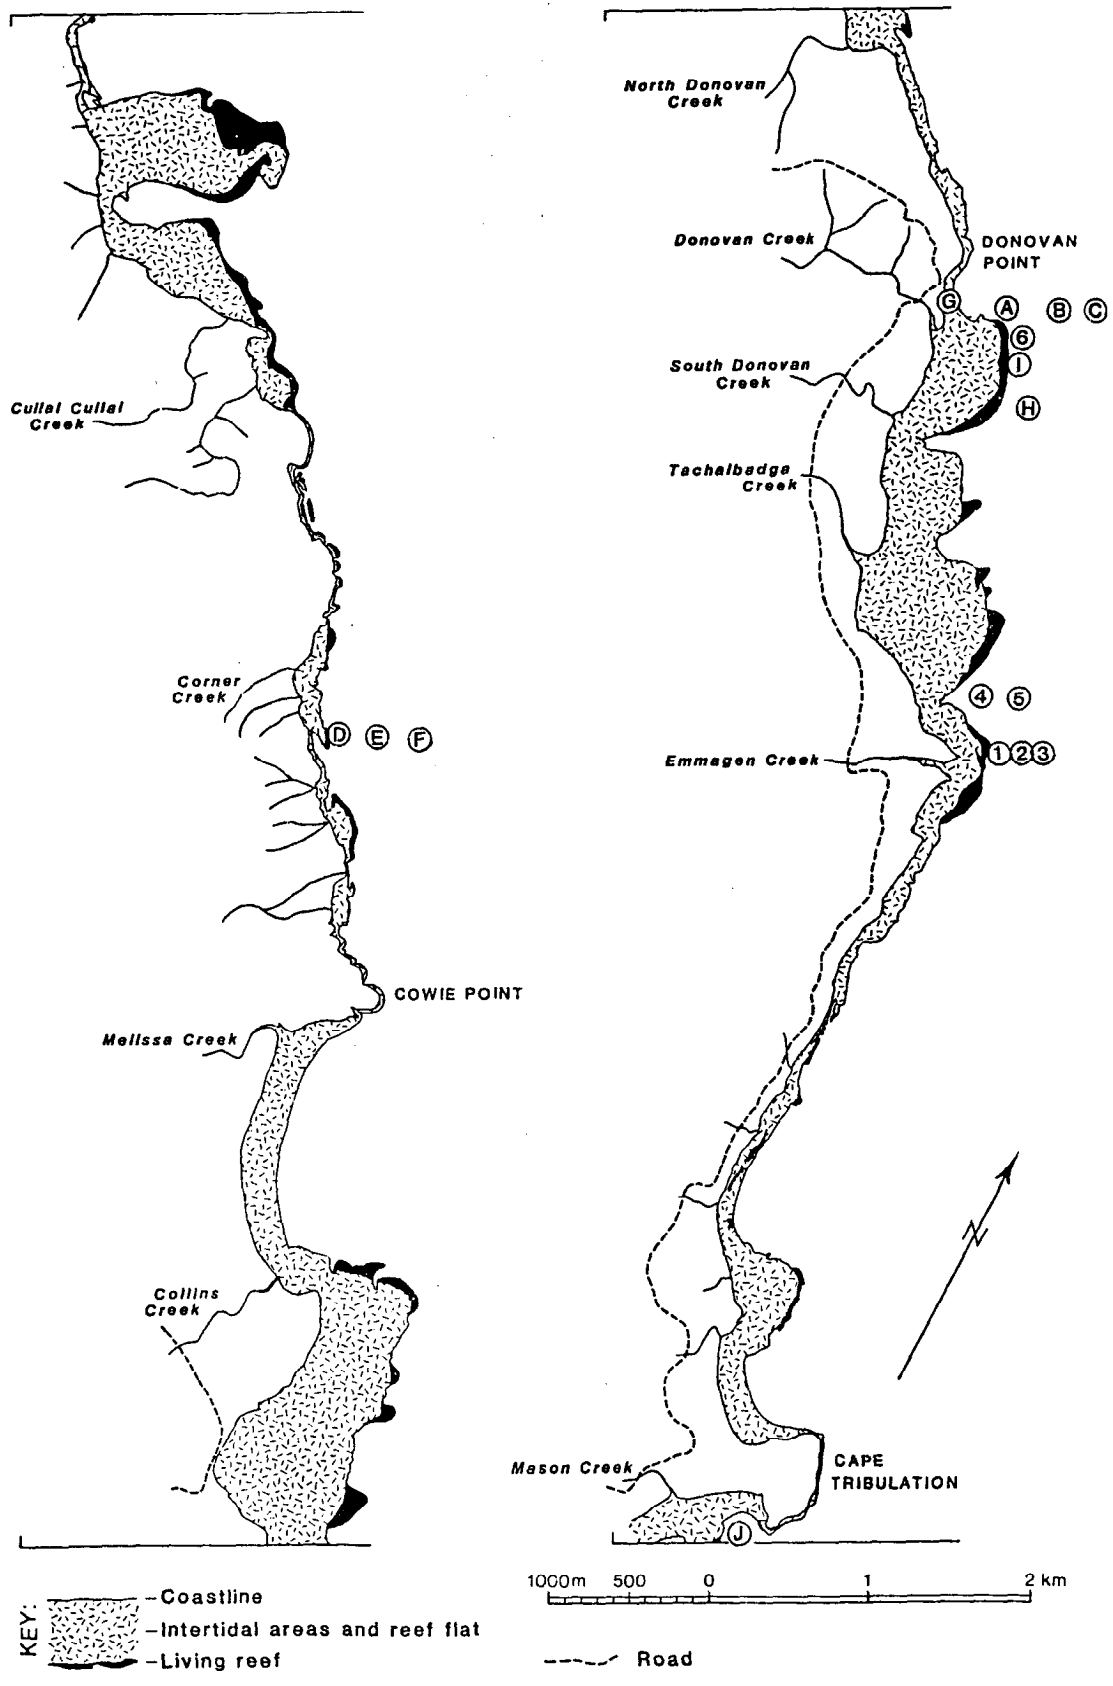 Cullal Cullal
Creek
Corner
Creek
D E F
COWIE POINT
Melissa Creek
Collins
Creek
North Donovan
Creek
Donovan Creek
DONOVAN
POINT
G A B C
6
I
H
South Donovan
Creek
Tachalbadga
Creek
4 5
Emmagen Creek
1 2 3
N
Mason Creek
CAPE
TRIBULATION
J
KEY:
Coastline
Intertidal areas and reef flat
Living reef
1000m 500 0 1 2 km
Road